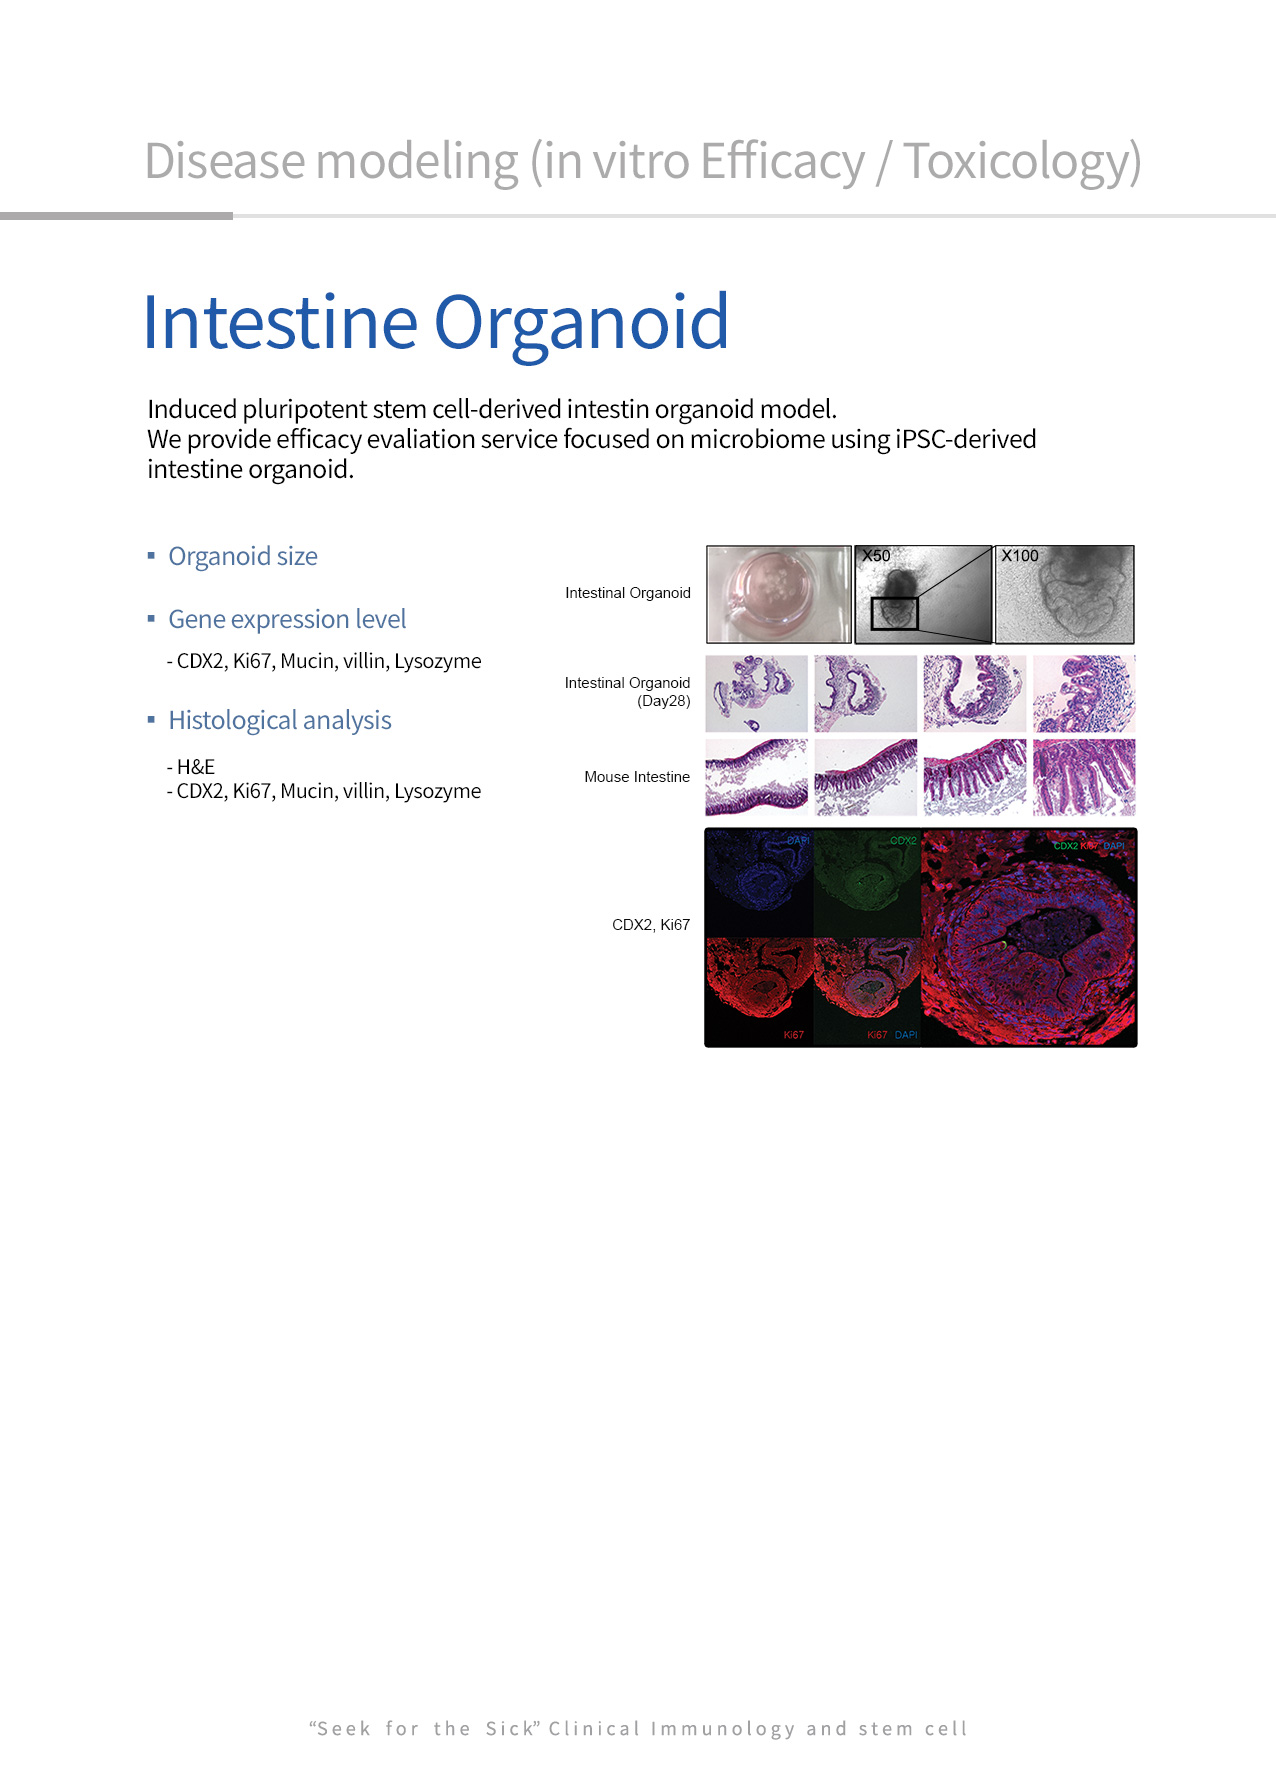 Disease modeling (in vitro Efficacy / Toxicology)
Intestine Organoid
Induced pluripotent stem cell-derived intestin organoid model.
We provide efficacy evaliation service focused on microbiome using iPSC-derived
intestine organoid.
▪ Organoid size
▪ Gene expression level
- CDX2, Ki67, Mucin, villin, Lysozyme
▪ Histological analysis
- H&E
- CDX2, Ki67, Mucin, villin, Lysozyme
Intestinal Organoid
X50
X100
Intestinal Organoid
(Day28)
Mouse Intestine
CDX2, Ki67
DAPI
CDX2
CDX2 Ki67 DAPI
Ki67
Ki67 DAPI
“Seek for the Sick” Clinical Immunology and stem cell